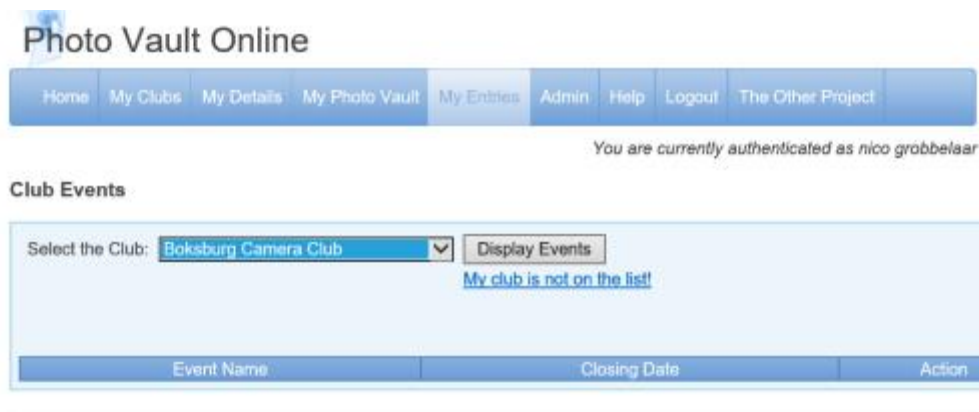 Photo Vault Online
Home My Clubs My Details My Photo Vault My Entries Admin Help Logout The Other Project
You are currently authenticated as nico grobbelaar
Club Events
Select the Club: Boksburg Camera Club Display Events
My club is not on the list!
Event Name Closing Date Action